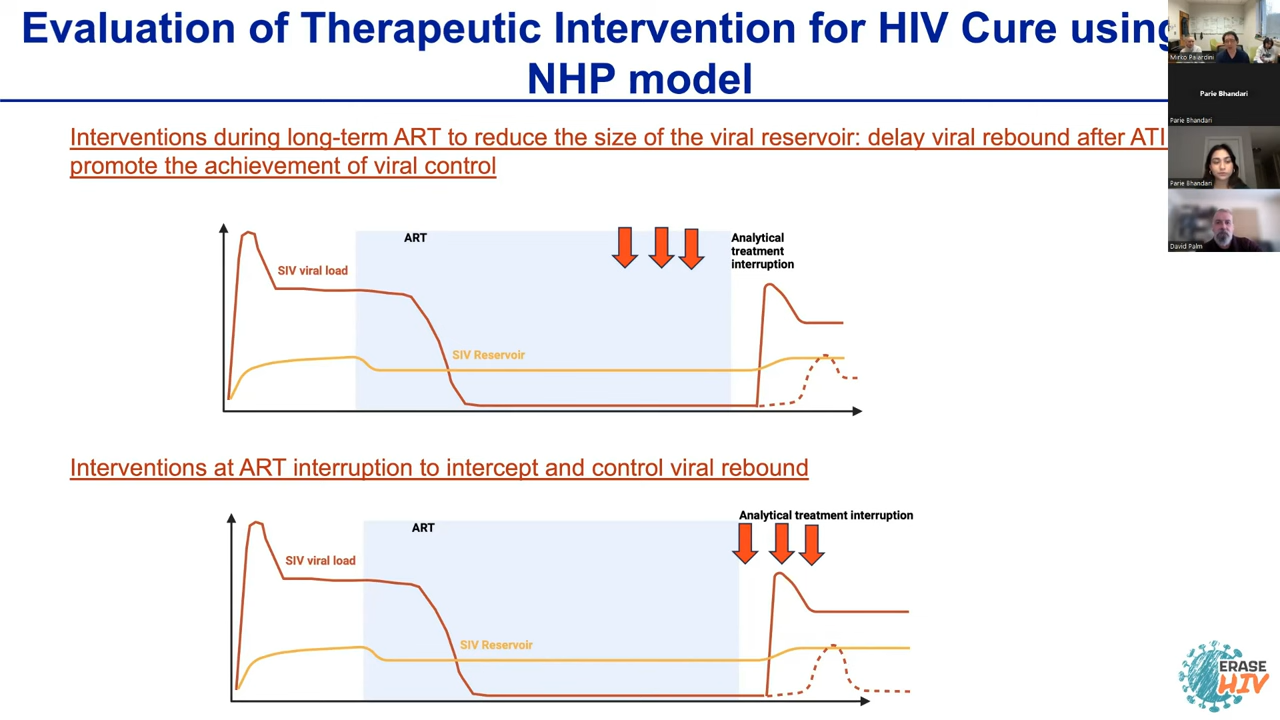 Evaluation of Therapeutic Intervention for HIV Cure using
NHP model
Interventions during long-term ART to reduce the size of the viral reservoir: delay viral rebound after ATI
promote the achievement of viral control
ART
Analytical
treatment
interruption
SIV viral load
SIV Reservoir
Interventions at ART interruption to intercept and control viral rebound
Analytical treatment interruption
ART
SIV viral load
SIV Reservoir
ERASE
HIV
Mirko Paiardini
Parie Bhandari
Parie Bhandari
Parie Bhandari
David Palm